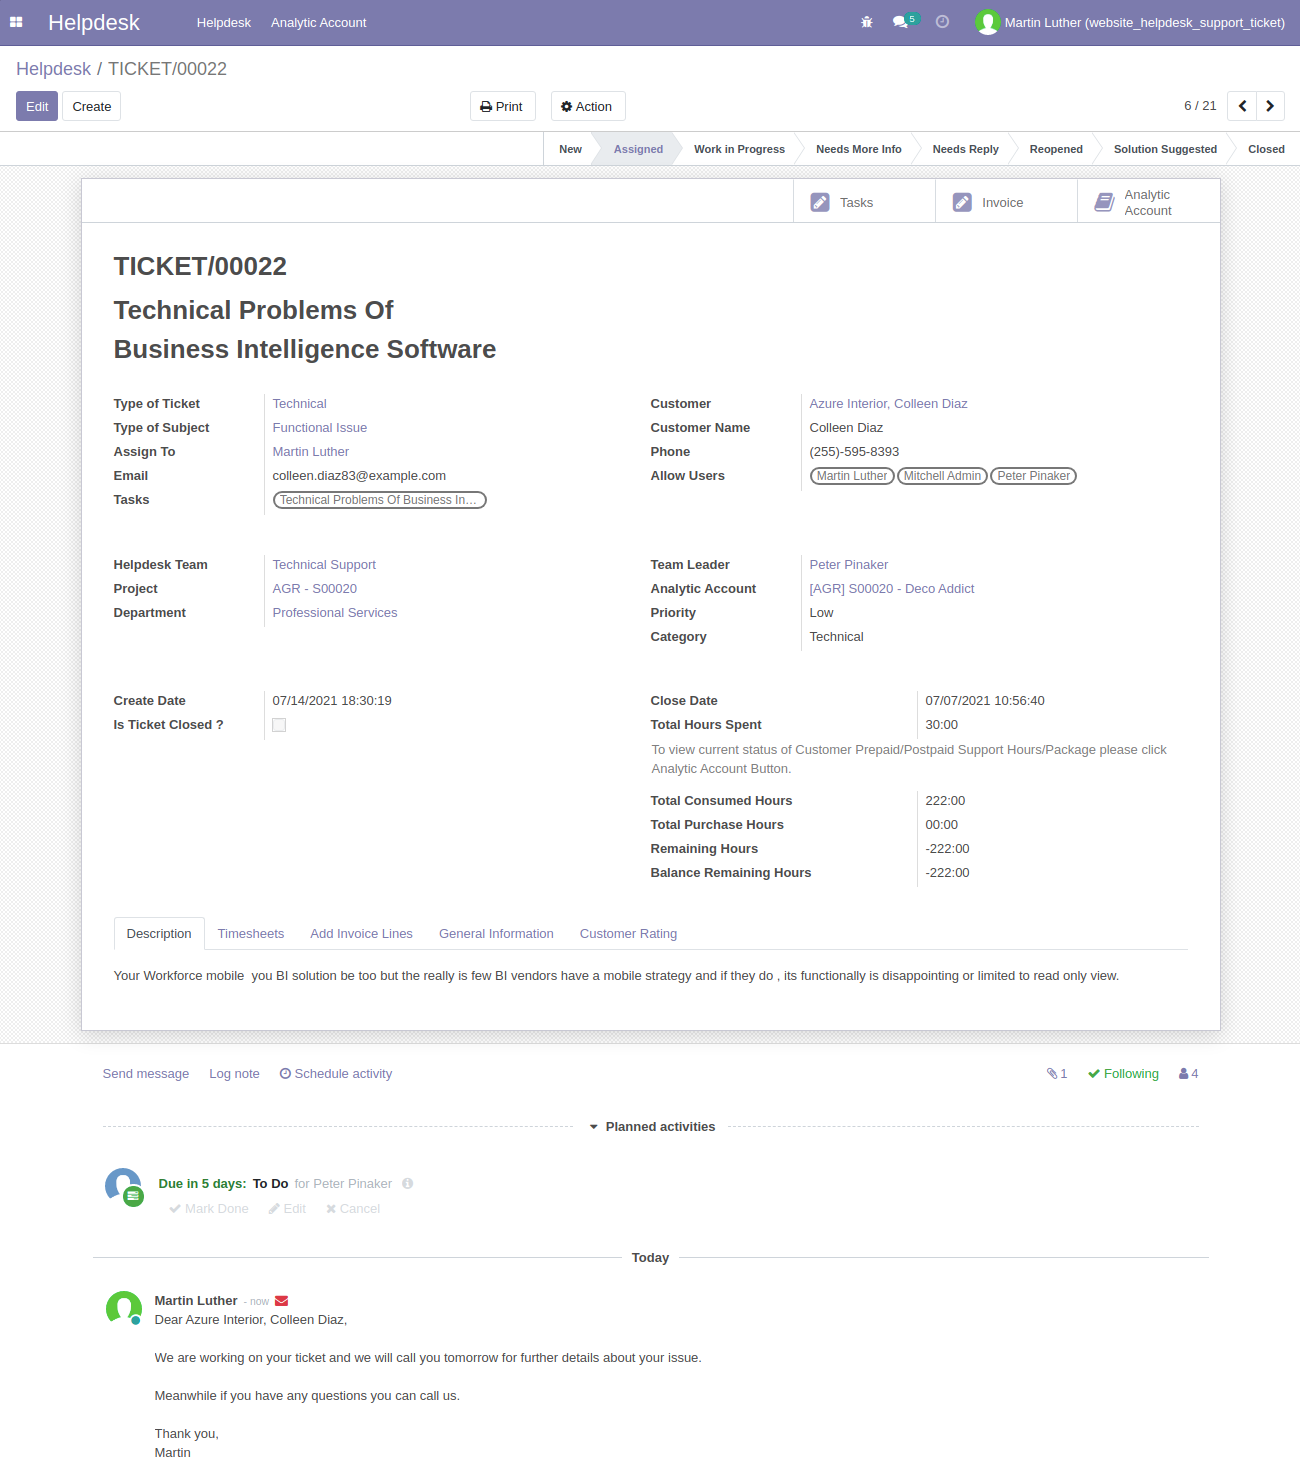 Helpdesk Helpdesk Analytic Account 5 Martin Luther (website_helpdesk_support_ticket)
Helpdesk / TICKET/00022
Edit Create Print Action 6 / 21
New Assigned Work in Progress Needs More Info Needs Reply Reopened Solution Suggested Closed
Tasks Invoice Analytic
Account
TICKET/00022
Technical Problems Of
Business Intelligence Software
Type of Ticket Technical
Type of Subject Functional Issue
Assign To Martin Luther
Email colleen.diaz83@example.com
Tasks Technical Problems Of Business In...
Customer Azure Interior, Colleen Diaz
Customer Name Colleen Diaz
Phone (255)-595-8393
Allow Users Martin Luther Mitchell Admin Peter Pinaker
Helpdesk Team Technical Support
Project AGR - S00020
Department Professional Services
Team Leader Peter Pinaker
Analytic Account [AGR] S00020 - Deco Addict
Priority Low
Category Technical
Create Date 07/14/2021 18:30:19
Is Ticket Closed ?
Close Date 07/07/2021 10:56:40
Total Hours Spent 30:00
To view current status of Customer Prepaid/Postpaid Support Hours/Package please click
Analytic Account Button.
Total Consumed Hours 222:00
Total Purchase Hours 00:00
Remaining Hours -222:00
Balance Remaining Hours -222:00
Description Timesheets Add Invoice Lines General Information Customer Rating
Your Workforce mobile  you BI solution be too but the really is few BI vendors have a mobile strategy and if they do , its functionally is disappointing or limited to read only view.
Send message Log note Schedule activity 1 Following 4
Planned activities
Due in 5 days: To Do for Peter Pinaker
Mark Done Edit Cancel
Today
Martin Luther - now
Dear Azure Interior, Colleen Diaz,
We are working on your ticket and we will call you tomorrow for further details about your issue.
Meanwhile if you have any questions you can call us.
Thank you,
Martin